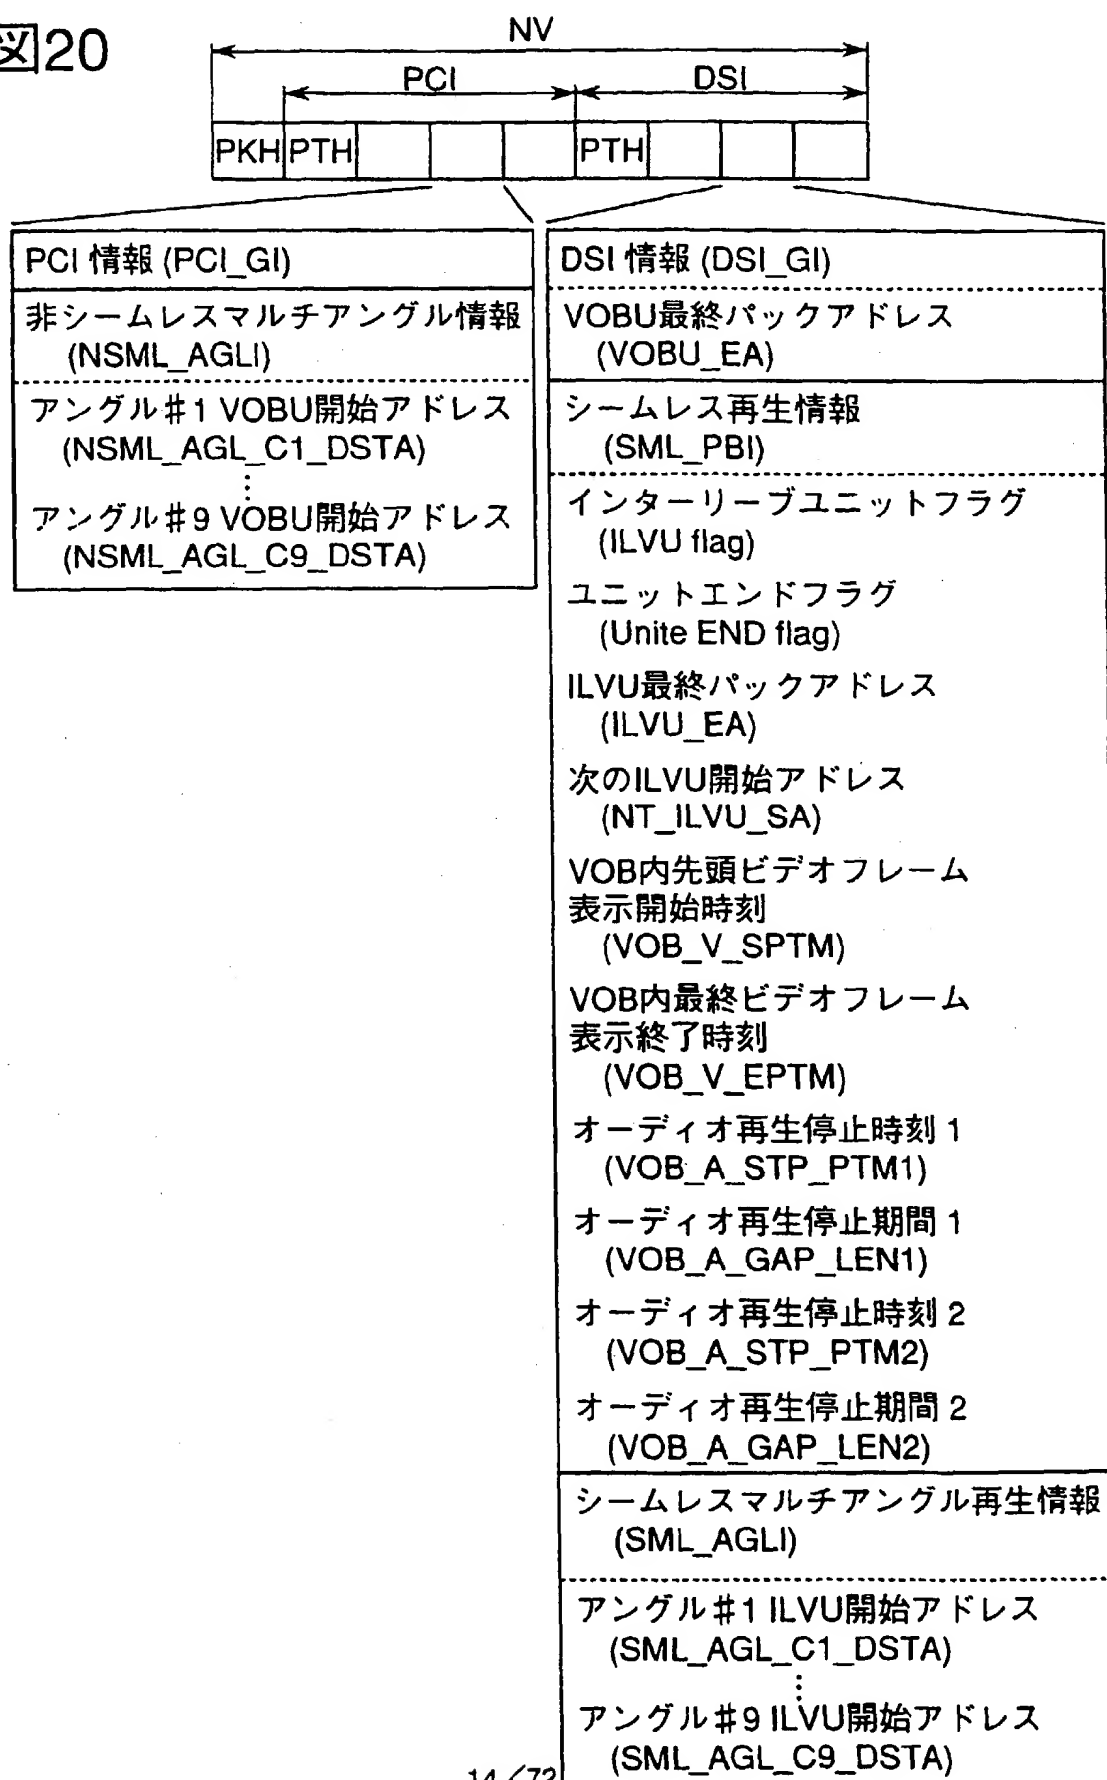 図20
NV
PCI
DSI
PKH PTH PTH
PCI 情報 (PCI_GI)
非シームレスマルチアングル情報
(NSML_AGLI)
アングル#1 VOBU開始アドレス
(NSML_AGL_C1_DSTA)
⋮
アングル#9 VOBU開始アドレス
(NSML_AGL_C9_DSTA)
DSI 情報 (DSI_GI)
VOBU最終パックアドレス
(VOBU_EA)
シームレス再生情報
(SML_PBI)
インターリーブユニットフラグ
(ILVU flag)
ユニットエンドフラグ
(Unite END flag)
ILVU最終パックアドレス
(ILVU_EA)
次のILVU開始アドレス
(NT_ILVU_SA)
VOB内先頭ビデオフレーム
表示開始時刻
(VOB_V_SPTM)
VOB内最終ビデオフレーム
表示終了時刻
(VOB_V_EPTM)
オーディオ再生停止時刻 1
(VOB_A_STP_PTM1)
オーディオ再生停止期間 1
(VOB_A_GAP_LEN1)
オーディオ再生停止時刻 2
(VOB_A_STP_PTM2)
オーディオ再生停止期間 2
(VOB_A_GAP_LEN2)
シームレスマルチアングル再生情報
(SML_AGLI)
アングル#1 ILVU開始アドレス
(SML_AGL_C1_DSTA)
⋮
アングル#9 ILVU開始アドレス
(SML_AGL_C9_DSTA)
14/72